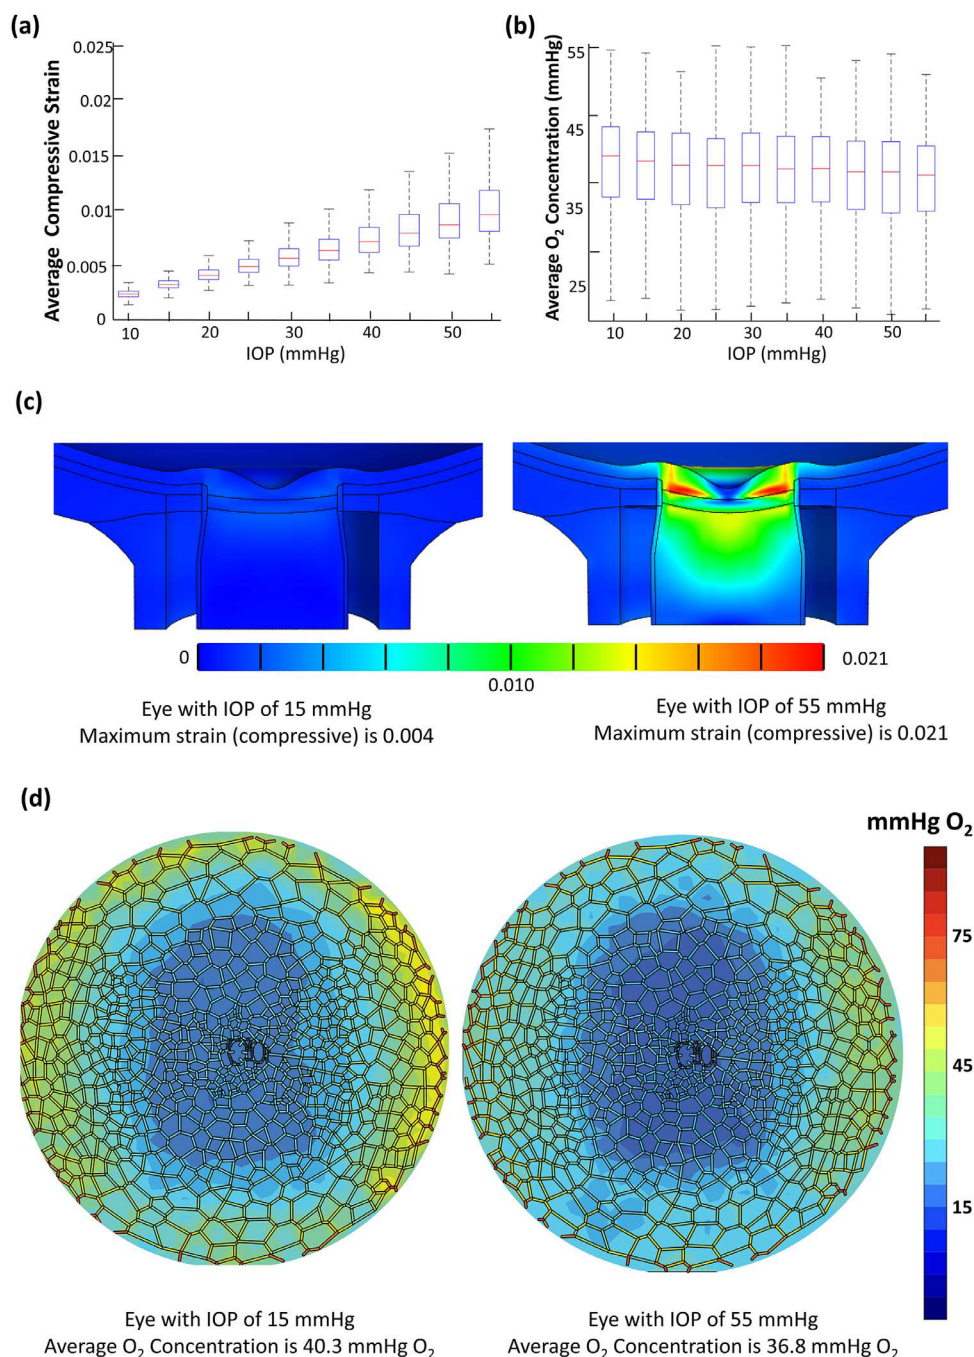 (a)
Average Compressive Strain
0.025
0.02
0.015
0.01
0.005
0
10 20 30 40 50
IOP (mmHg)
(b)
Average O₂ Concentration (mmHg)
55
45
35
25
10 20 30 40 50
IOP (mmHg)
(c)
0 0.010 0.021
Eye with IOP of 15 mmHg
Maximum strain (compressive) is 0.004
Eye with IOP of 55 mmHg
Maximum strain (compressive) is 0.021
(d)
mmHg O₂
75
45
15
Eye with IOP of 15 mmHg
Average O₂ Concentration is 40.3 mmHg O₂
Eye with IOP of 55 mmHg
Average O₂ Concentration is 36.8 mmHg O₂